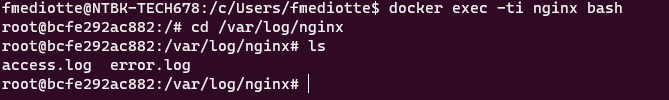 fmediotte@NTBK-TECH678:/c/Users/fmediotte$ docker exec -ti nginx bash
root@bcfe292ac882:/# cd /var/log/nginx
root@bcfe292ac882:/var/log/nginx# ls
access.log  error.log
root@bcfe292ac882:/var/log/nginx#